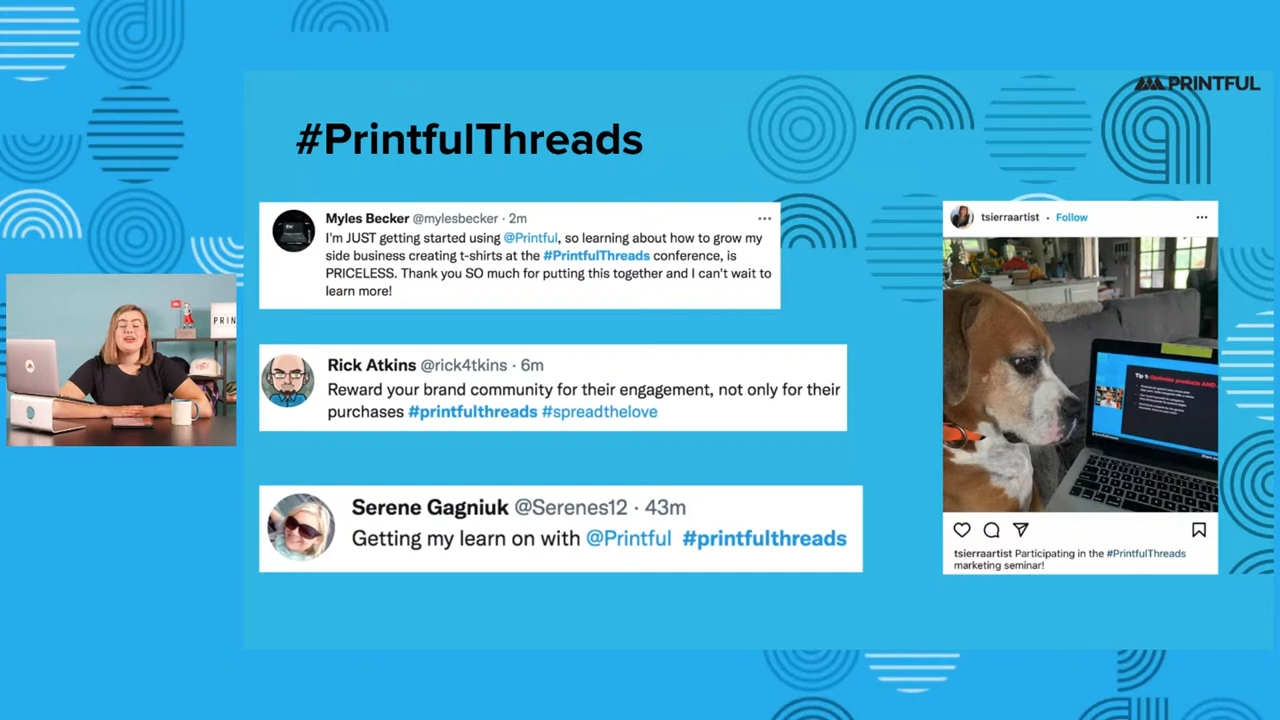 PRINTFUL
#PrintfulThreads
Myles Becker @mylesbecker · 2m
I'm JUST getting started using @Printful, so learning about how to grow my
side business creating t-shirts at the #PrintfulThreads conference, is
PRICELESS. Thank you SO much for putting this together and I can't wait to
learn more!
tsierraartist · Follow
PRIN
Rick Atkins @rick4tkins · 6m
Reward your brand community for their engagement, not only for their
purchases #printfulthreads #spreadthelove
Tip 1: Optimize products AND
Serene Gagniuk @Serenes12 · 43m
Getting my learn on with @Printful #printfulthreads
tsierraartist Participating in the #PrintfulThreads
marketing seminar!